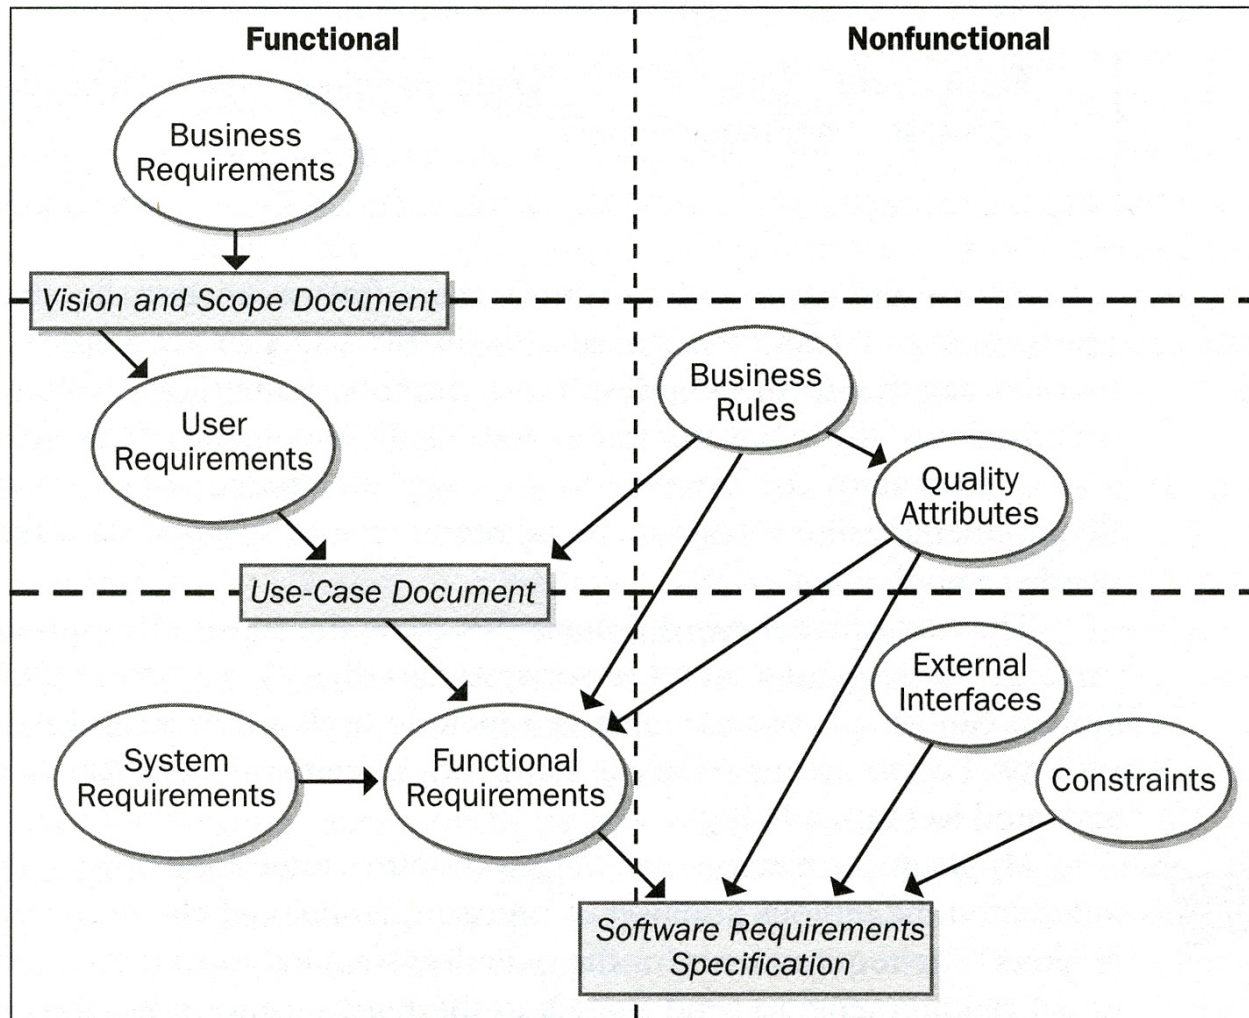 Functional
Nonfunctional
Business
Requirements
Vision and Scope Document
User
Requirements
Business
Rules
Quality
Attributes
Use-Case Document
System
Requirements
Functional
Requirements
External
Interfaces
Constraints
Software Requirements
Specification